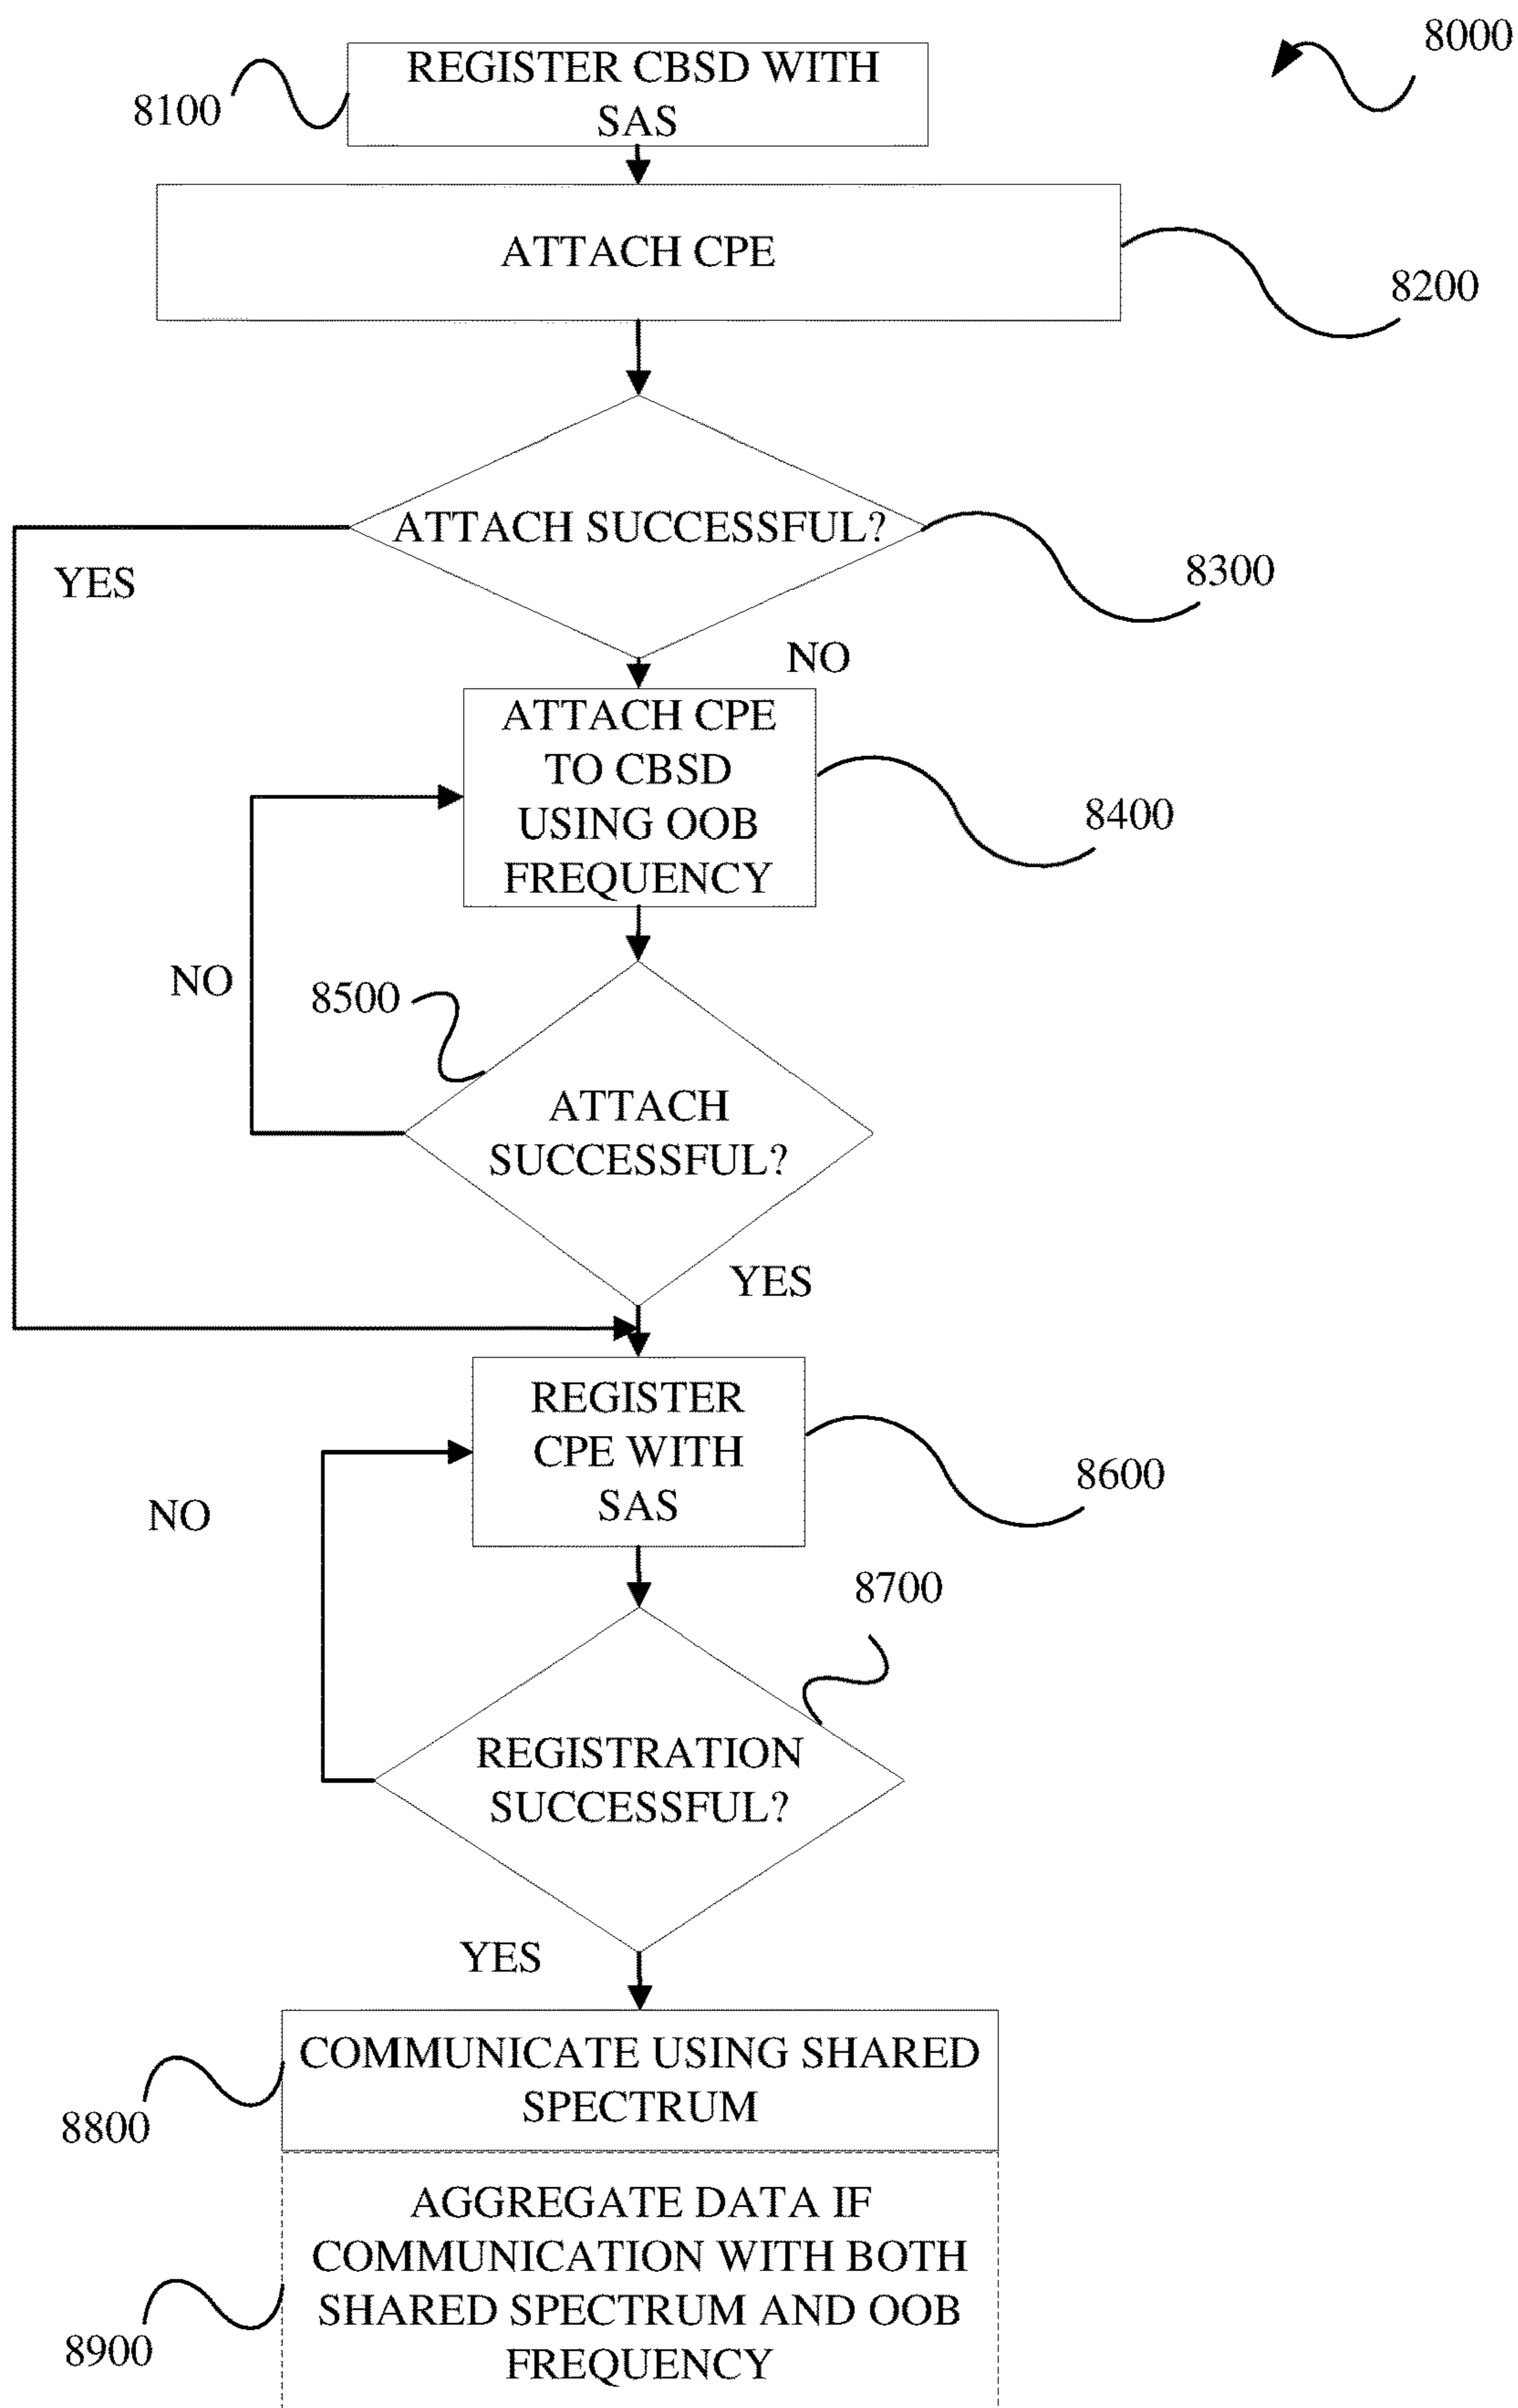 8000
REGISTER CBSD WITH
SAS
8100
ATTACH CPE
8200
ATTACH SUCCESSFUL?
YES
8300
NO
ATTACH CPE
TO CBSD
USING OOB
FREQUENCY
8400
NO
8500
ATTACH
SUCCESSFUL?
YES
REGISTER
CPE WITH
SAS
8600
NO
8700
REGISTRATION
SUCCESSFUL?
YES
COMMUNICATE USING SHARED
SPECTRUM
8800
AGGREGATE DATA IF
COMMUNICATION WITH BOTH
SHARED SPECTRUM AND OOB
FREQUENCY
8900